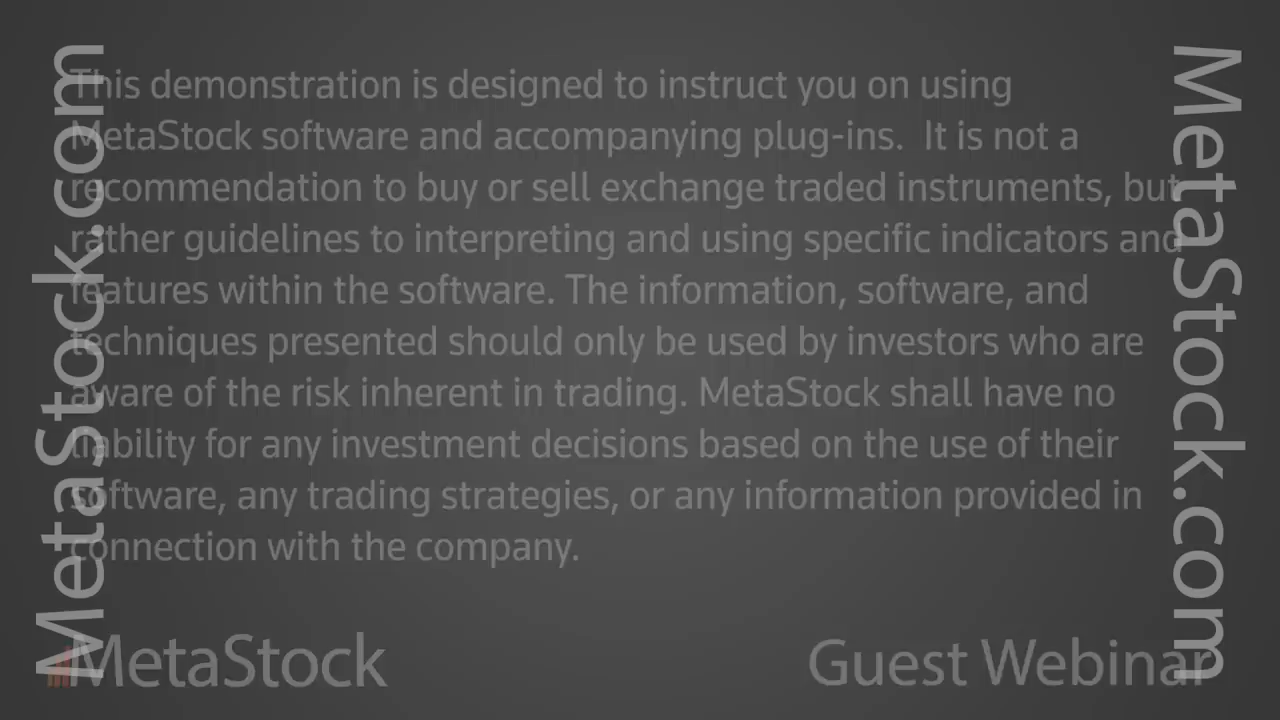 This demonstration is designed to instruct you on using
MetaStock software and accompanying plug-ins.  It is not a
recommendation to buy or sell exchange traded instruments, but
rather guidelines to interpreting and using specific indicators and
features within the software. The information, software, and
techniques presented should only be used by investors who are
aware of the risk inherent in trading. MetaStock shall have no
liability for any investment decisions based on the use of their
software, any trading strategies, or any information provided in
connection with the company.
MetaStock.com
MetaStock.com
MetaStock
Guest Webinar